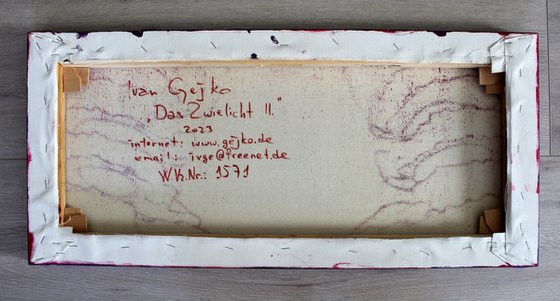 Ivan Gejko
„Das Zwielicht II."
2023
internet: www.gejko.de
email: ivge@freenet.de
W.K.Nr.: 1571